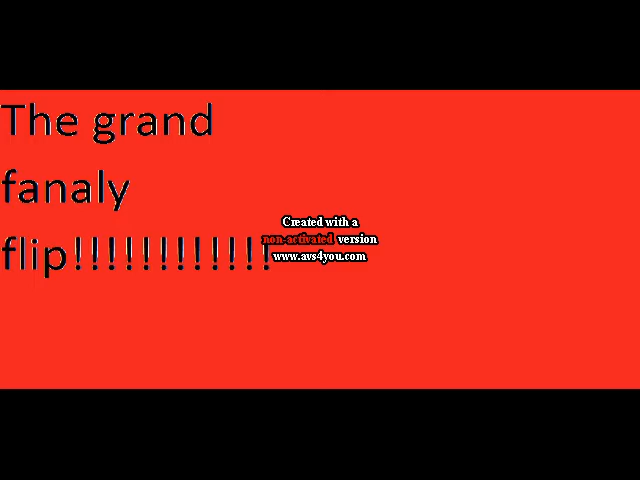 The grand
fanaly
flip!!!!!!!!!!!!
Created with a
non-activated version
www.avs4you.com